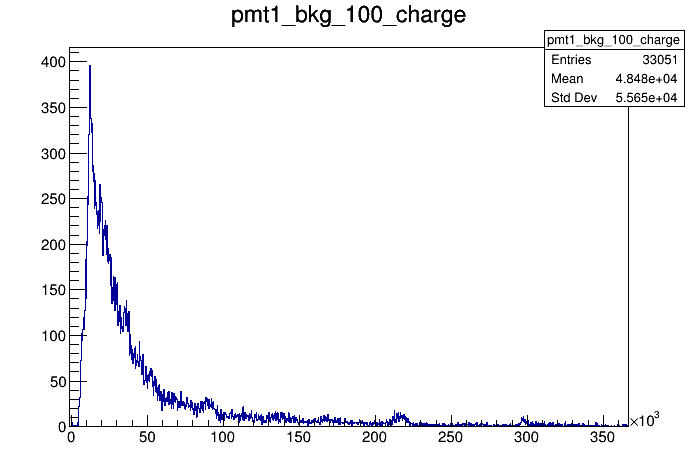 pmt1_bkg_100_charge
pmt1_bkg_100_charge
Entries 33051
Mean 4.848e+04
Std Dev 5.565e+04
400
350
300
250
200
150
100
50
0
0 50 100 150 200 250 300 350 ×10³